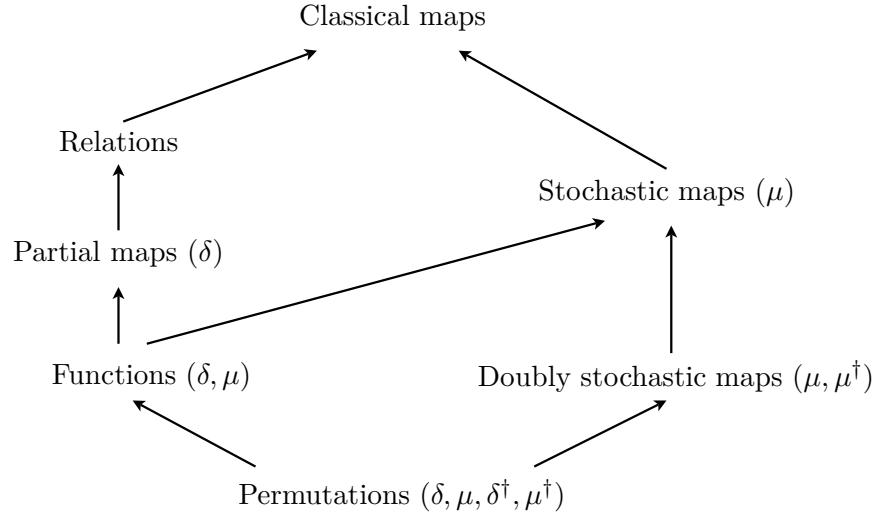 Classical maps
Relations
Stochastic maps (μ)
Partial maps (δ)
Functions (δ, μ)
Doubly stochastic maps (μ, μ†)
Permutations (δ, μ, δ†, μ†)